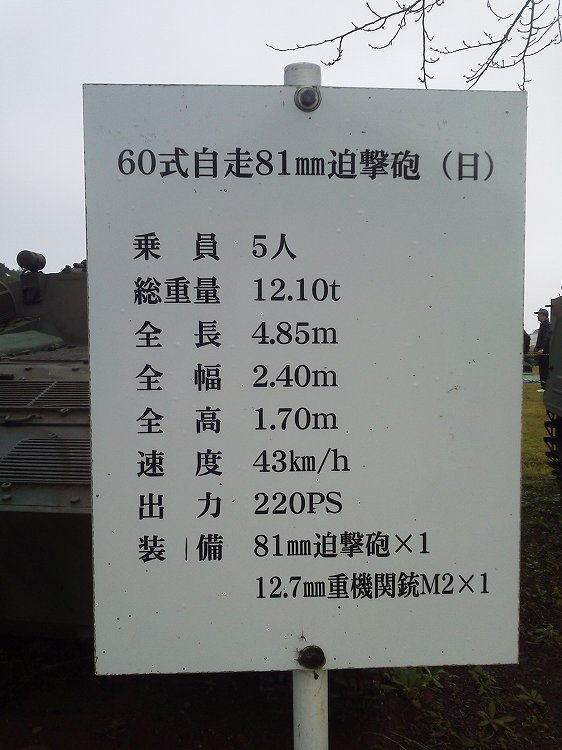 60式自走81㎜迫撃砲（日）
乗員 5人
総重量 12.10t
全長 4.85m
全幅 2.40m
全高 1.70m
速度 43㎞/h
出力 220PS
装備 81㎜迫撃砲×1
12.7㎜重機関銃M2×1